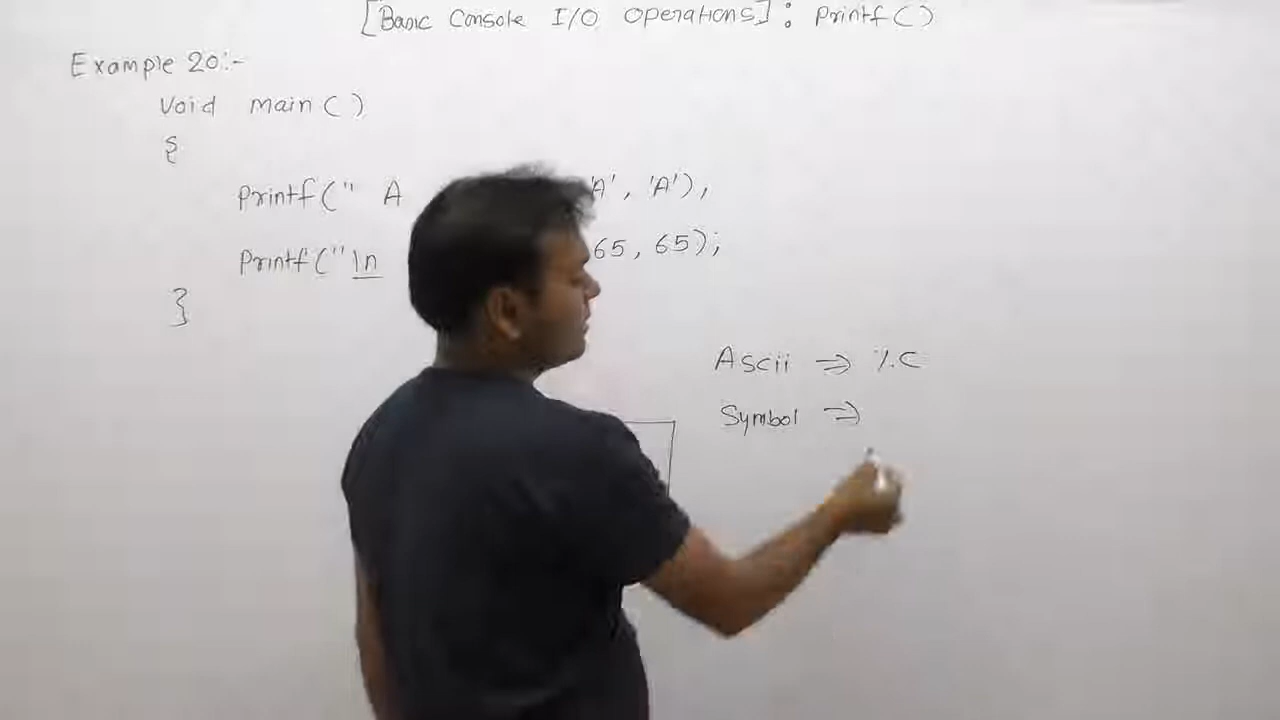 [Basic Console I/O Operations] : Printf ( )
Example 20:-
Void main ( )
{
Printf (" A 'A', 'A'),
Printf ("\n 65, 65);
}
Ascii ⇒ %C
Symbol ⇒